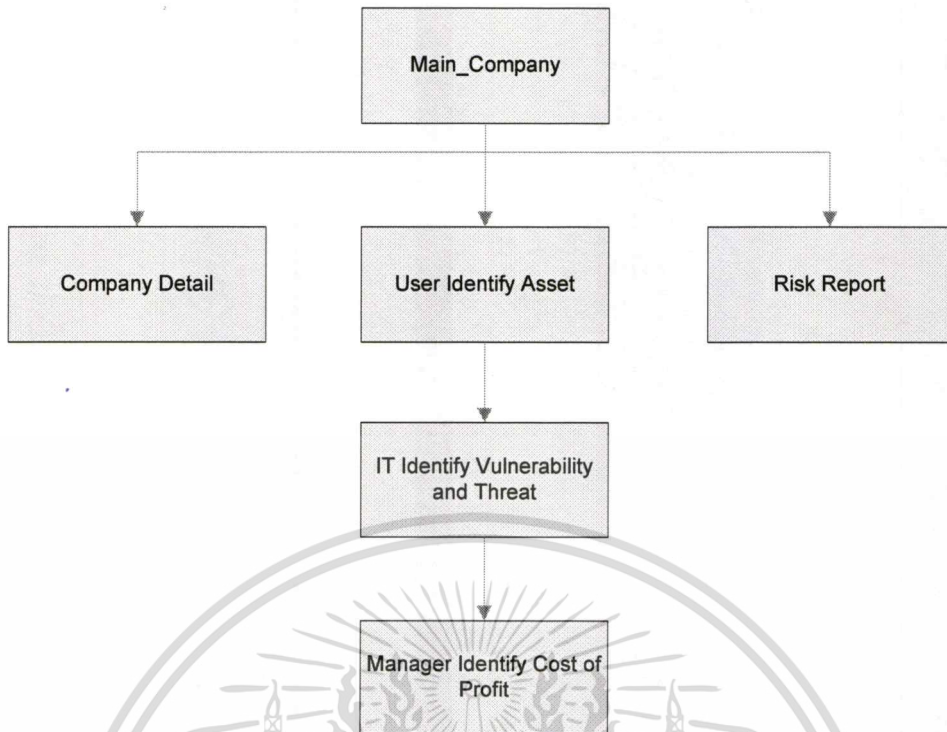 Main_Company
Company Detail
User Identify Asset
Risk Report
IT Identify Vulnerability
and Threat
Manager Identify Cost of
Profit